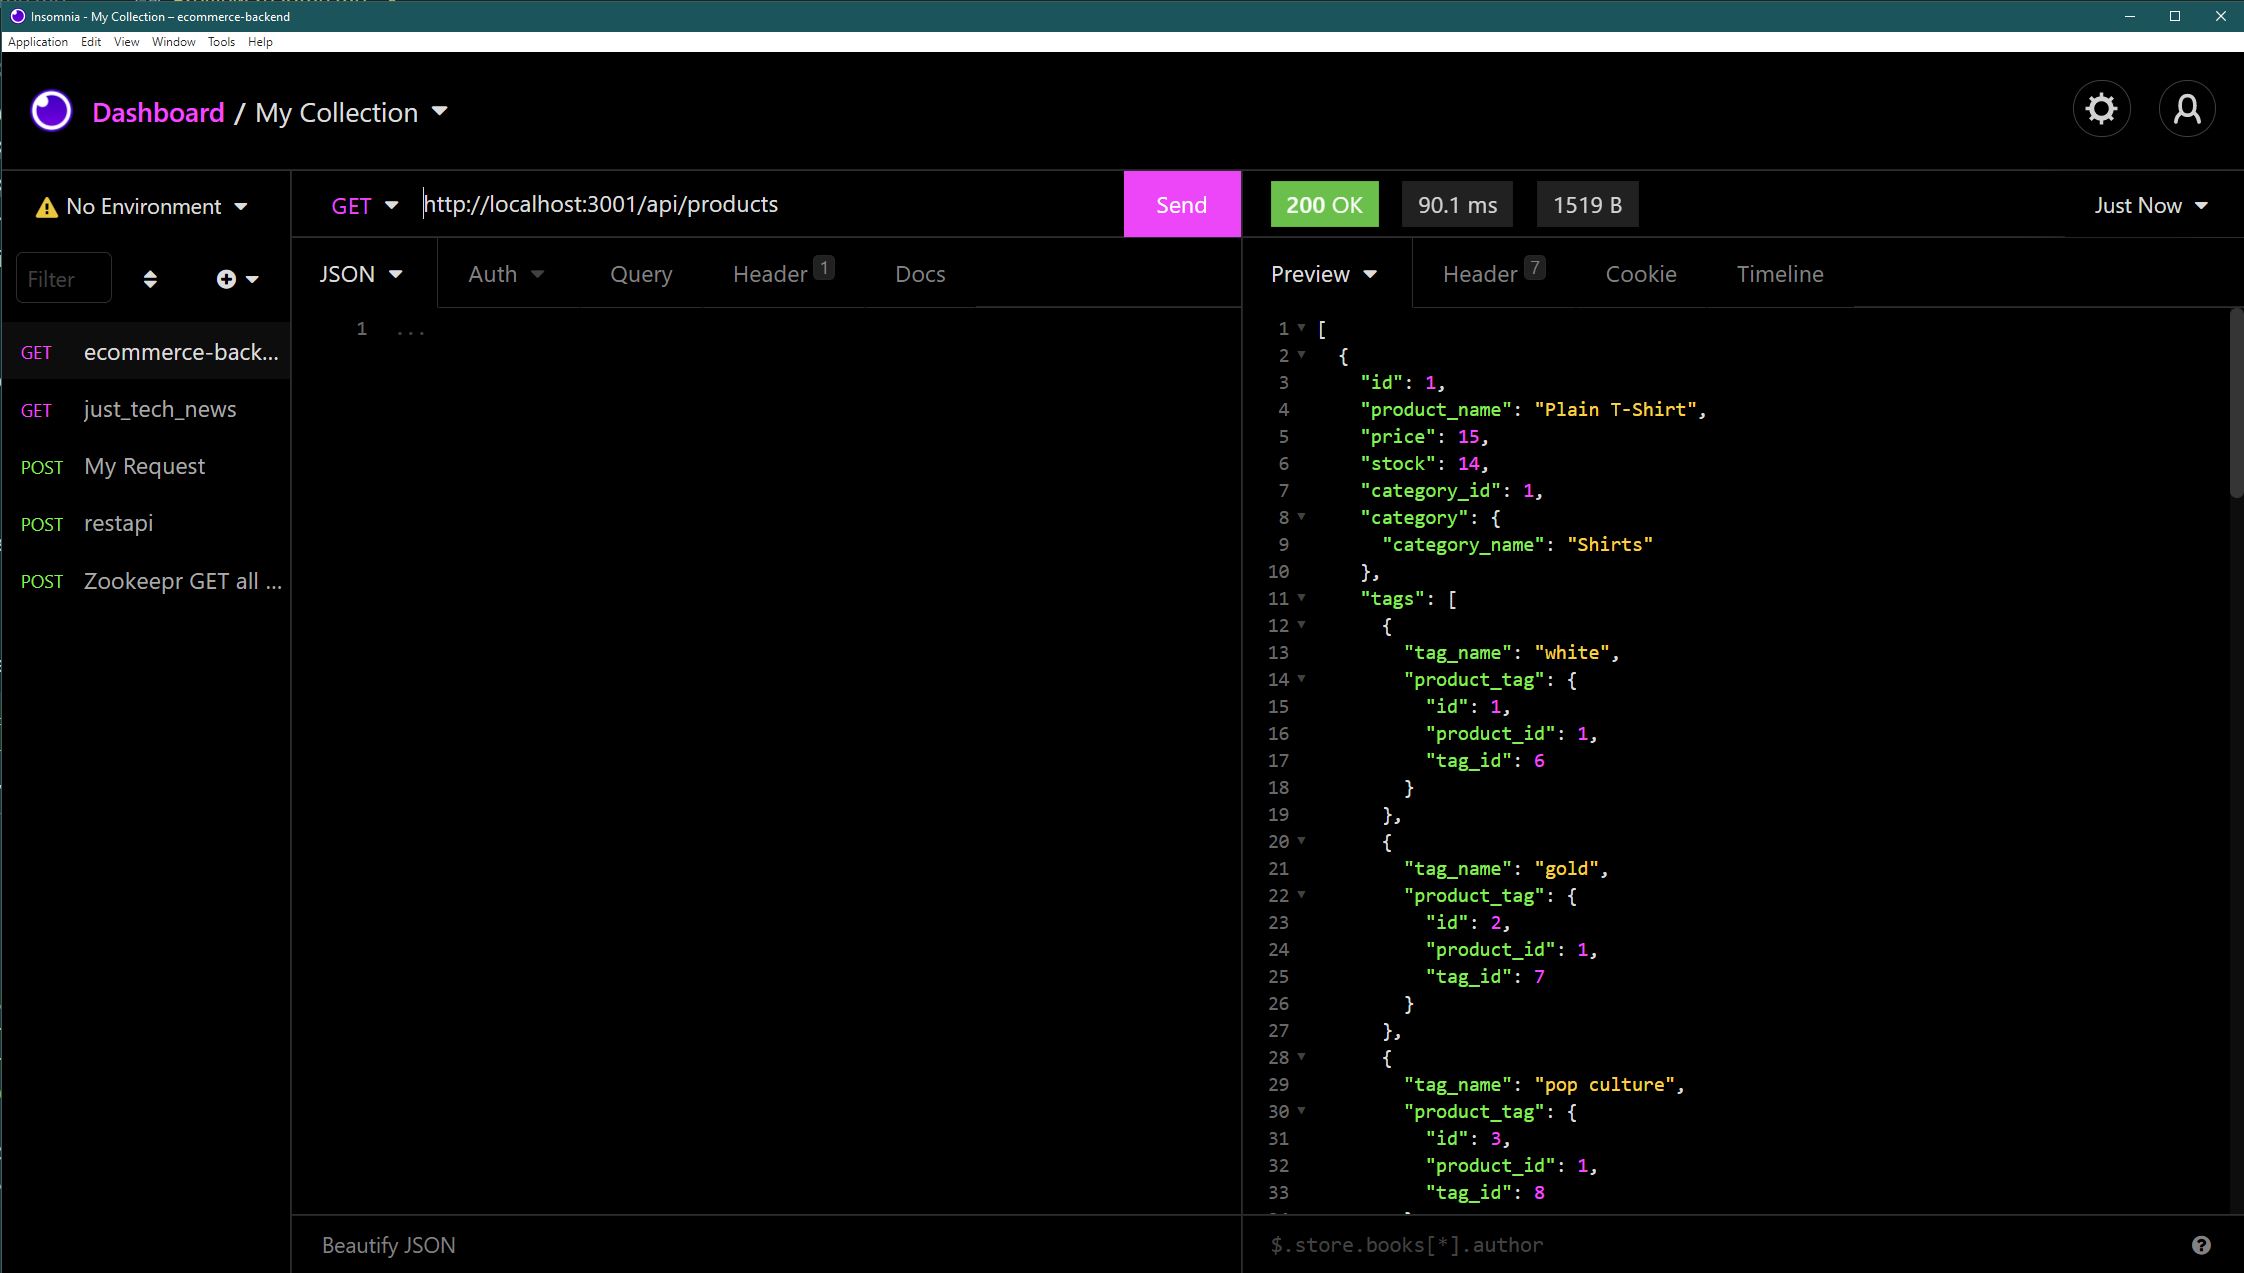 Insomnia - My Collection – ecommerce-backend
Application Edit View Window Tools Help
Dashboard / My Collection
No Environment
GET http://localhost:3001/api/products Send
200 OK 90.1 ms 1519 B Just Now
Filter
JSON Auth Query Header 1 Docs
Preview Header 7 Cookie Timeline
GET ecommerce-back...
GET just_tech_news
POST My Request
POST restapi
POST Zookeepr GET all ...
1 ...
1 [
2 {
3 "id": 1,
4 "product_name": "Plain T-Shirt",
5 "price": 15,
6 "stock": 14,
7 "category_id": 1,
8 "category": {
9 "category_name": "Shirts"
10 },
11 "tags": [
12 {
13 "tag_name": "white",
14 "product_tag": {
15 "id": 1,
16 "product_id": 1,
17 "tag_id": 6
18 }
19 },
20 {
21 "tag_name": "gold",
22 "product_tag": {
23 "id": 2,
24 "product_id": 1,
25 "tag_id": 7
26 }
27 },
28 {
29 "tag_name": "pop culture",
30 "product_tag": {
31 "id": 3,
32 "product_id": 1,
33 "tag_id": 8
Beautify JSON
$.store.books[*].author